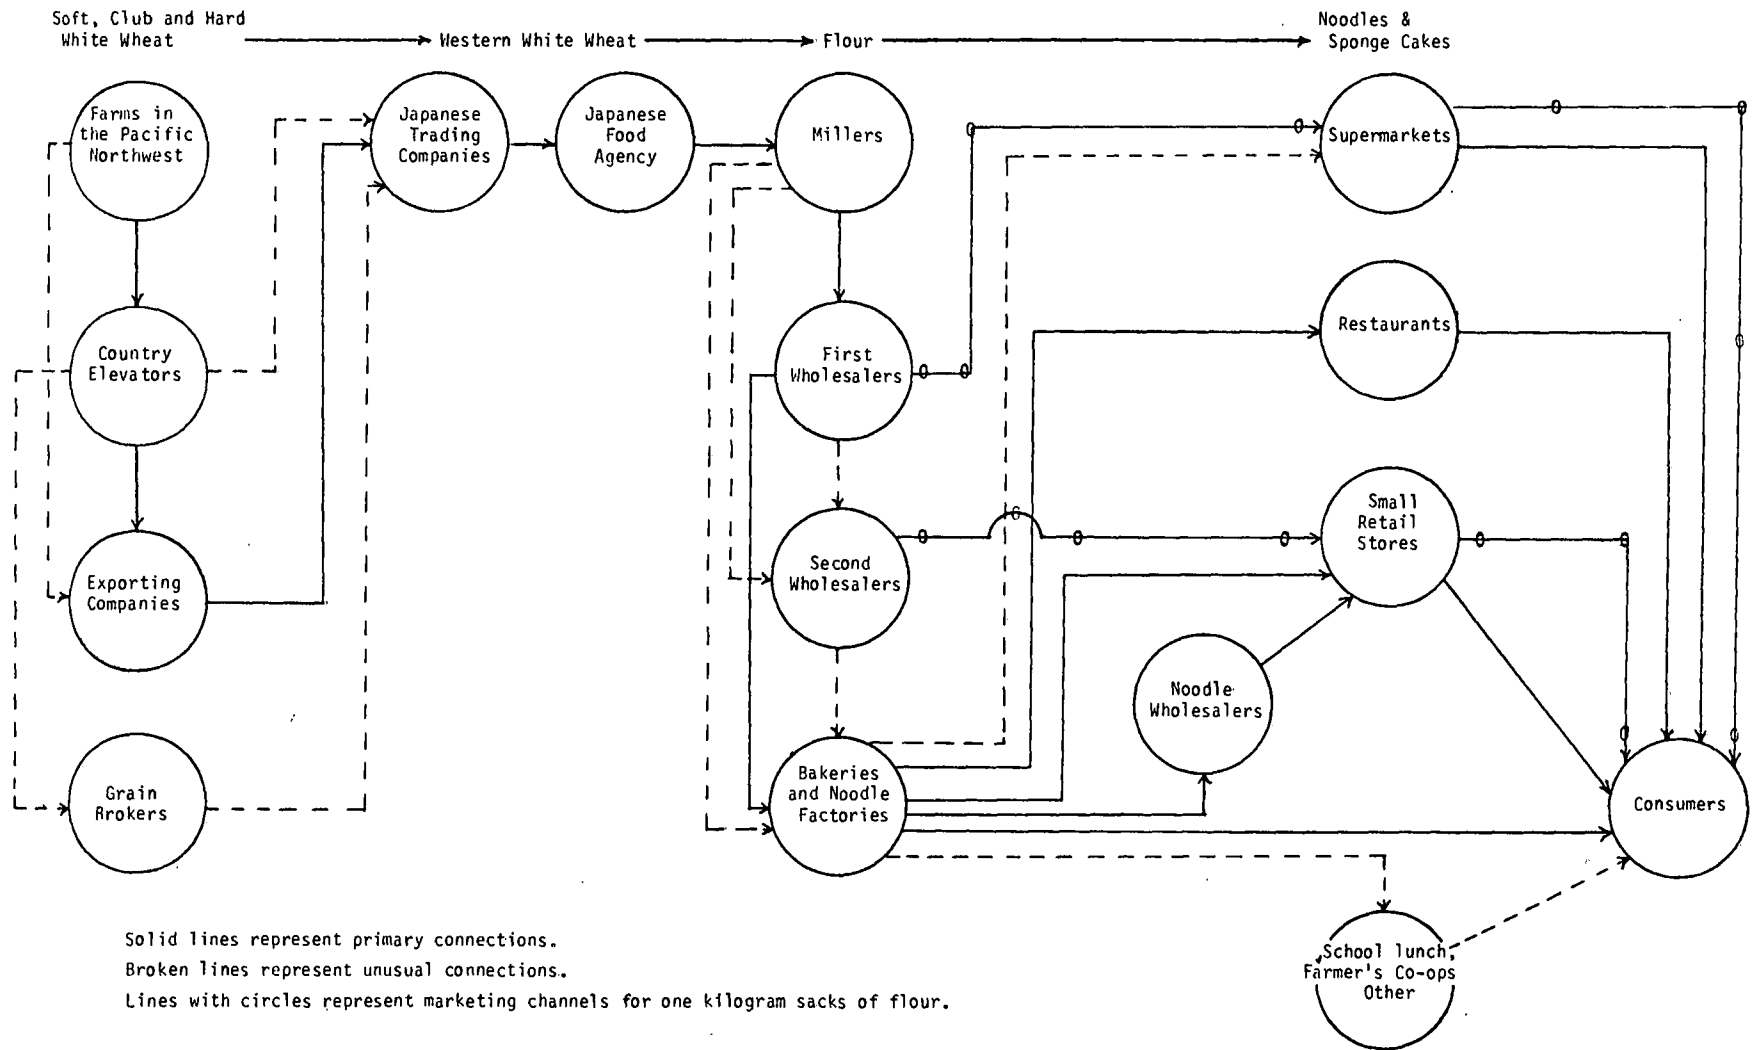 Soft, Club and Hard
White Wheat
Western White Wheat
Flour
Noodles &
Sponge Cakes
Farms in
the Pacific
Northwest
Japanese
Trading
Companies
Japanese
Food
Agency
Millers
Supermarkets
Country
Elevators
First
Wholesalers
Restaurants
Exporting
Companies
Second
Wholesalers
Small
Retail
Stores
Noodle
Wholesalers
Grain
Brokers
Bakeries
and Noodle
Factories
Consumers
School lunch,
Farmer's Co-ops
Other
Solid lines represent primary connections.
Broken lines represent unusual connections.
Lines with circles represent marketing channels for one kilogram sacks of flour.